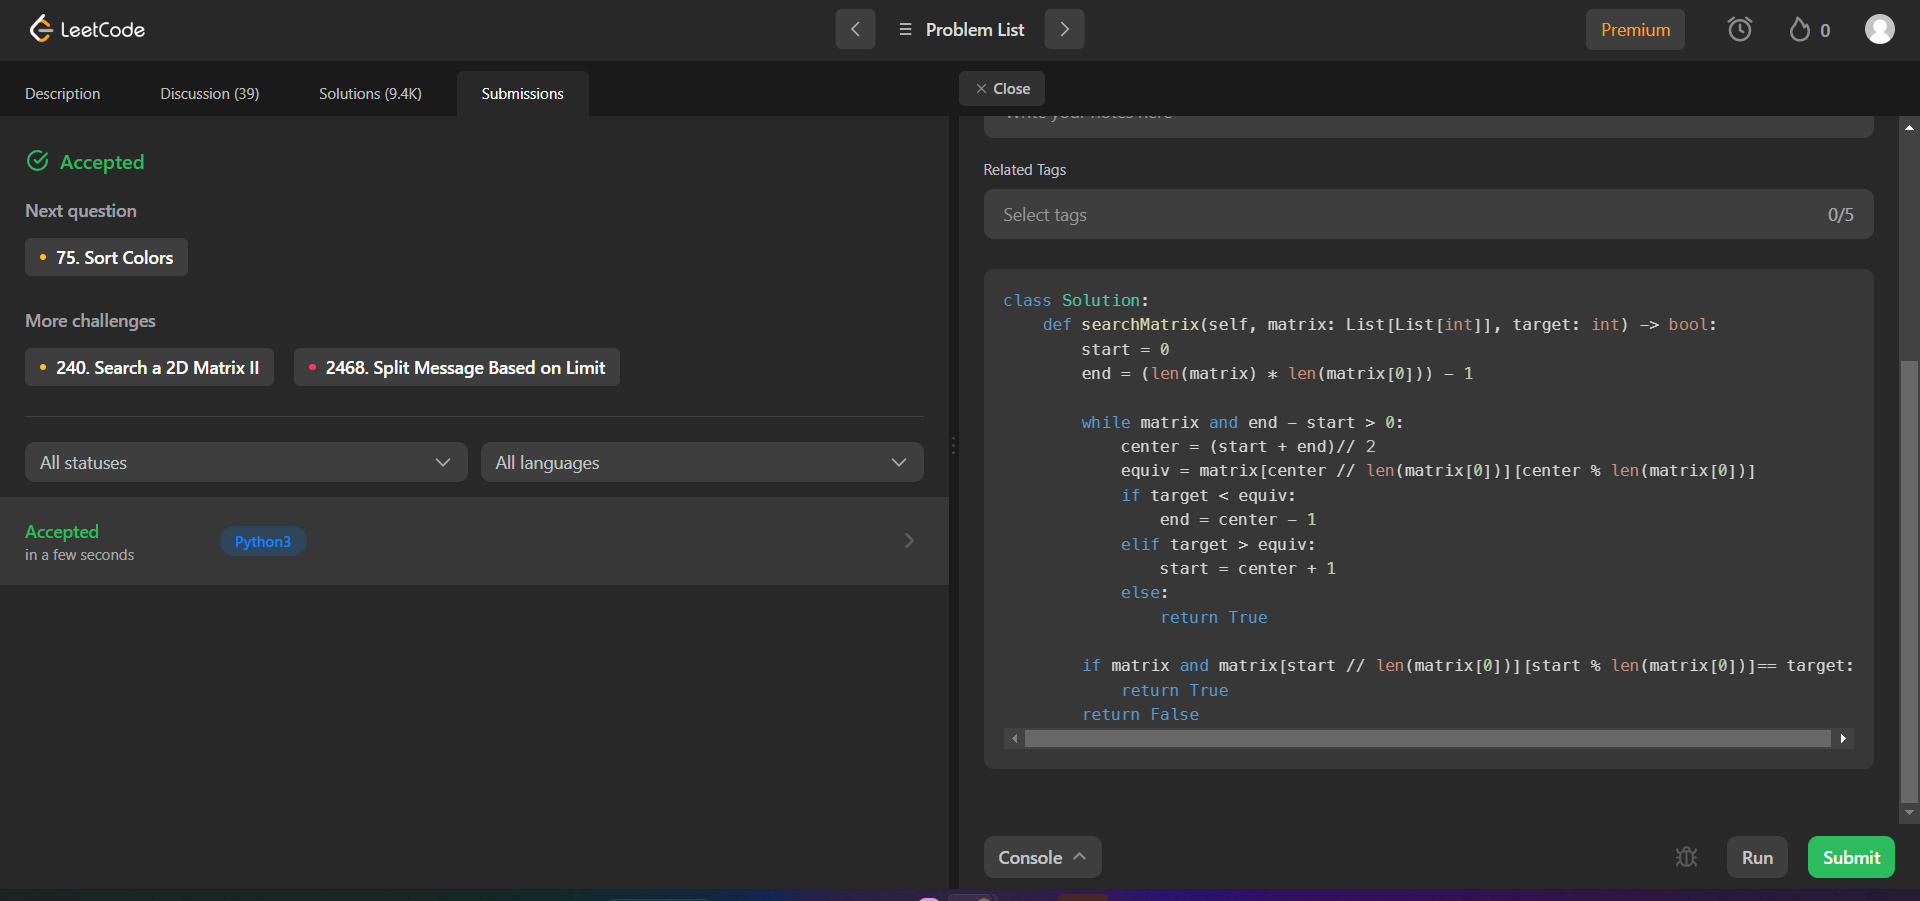 LeetCode
Problem List
Premium
0
Description
Discussion (39)
Solutions (9.4K)
Submissions
Close
Accepted
Next question
75. Sort Colors
More challenges
240. Search a 2D Matrix II
2468. Split Message Based on Limit
All statuses
All languages
Accepted
in a few seconds
Python3
Write your notes here
Related Tags
Select tags
0/5
class Solution:
    def searchMatrix(self, matrix: List[List[int]], target: int) -> bool:
        start = 0
        end = (len(matrix) * len(matrix[0])) - 1

        while matrix and end - start > 0:
            center = (start + end)// 2
            equiv = matrix[center // len(matrix[0])][center % len(matrix[0])]
            if target < equiv:
                end = center - 1
            elif target > equiv:
                start = center + 1
            else:
                return True

        if matrix and matrix[start // len(matrix[0])][start % len(matrix[0])]== target:
            return True
        return False
Console
Run
Submit